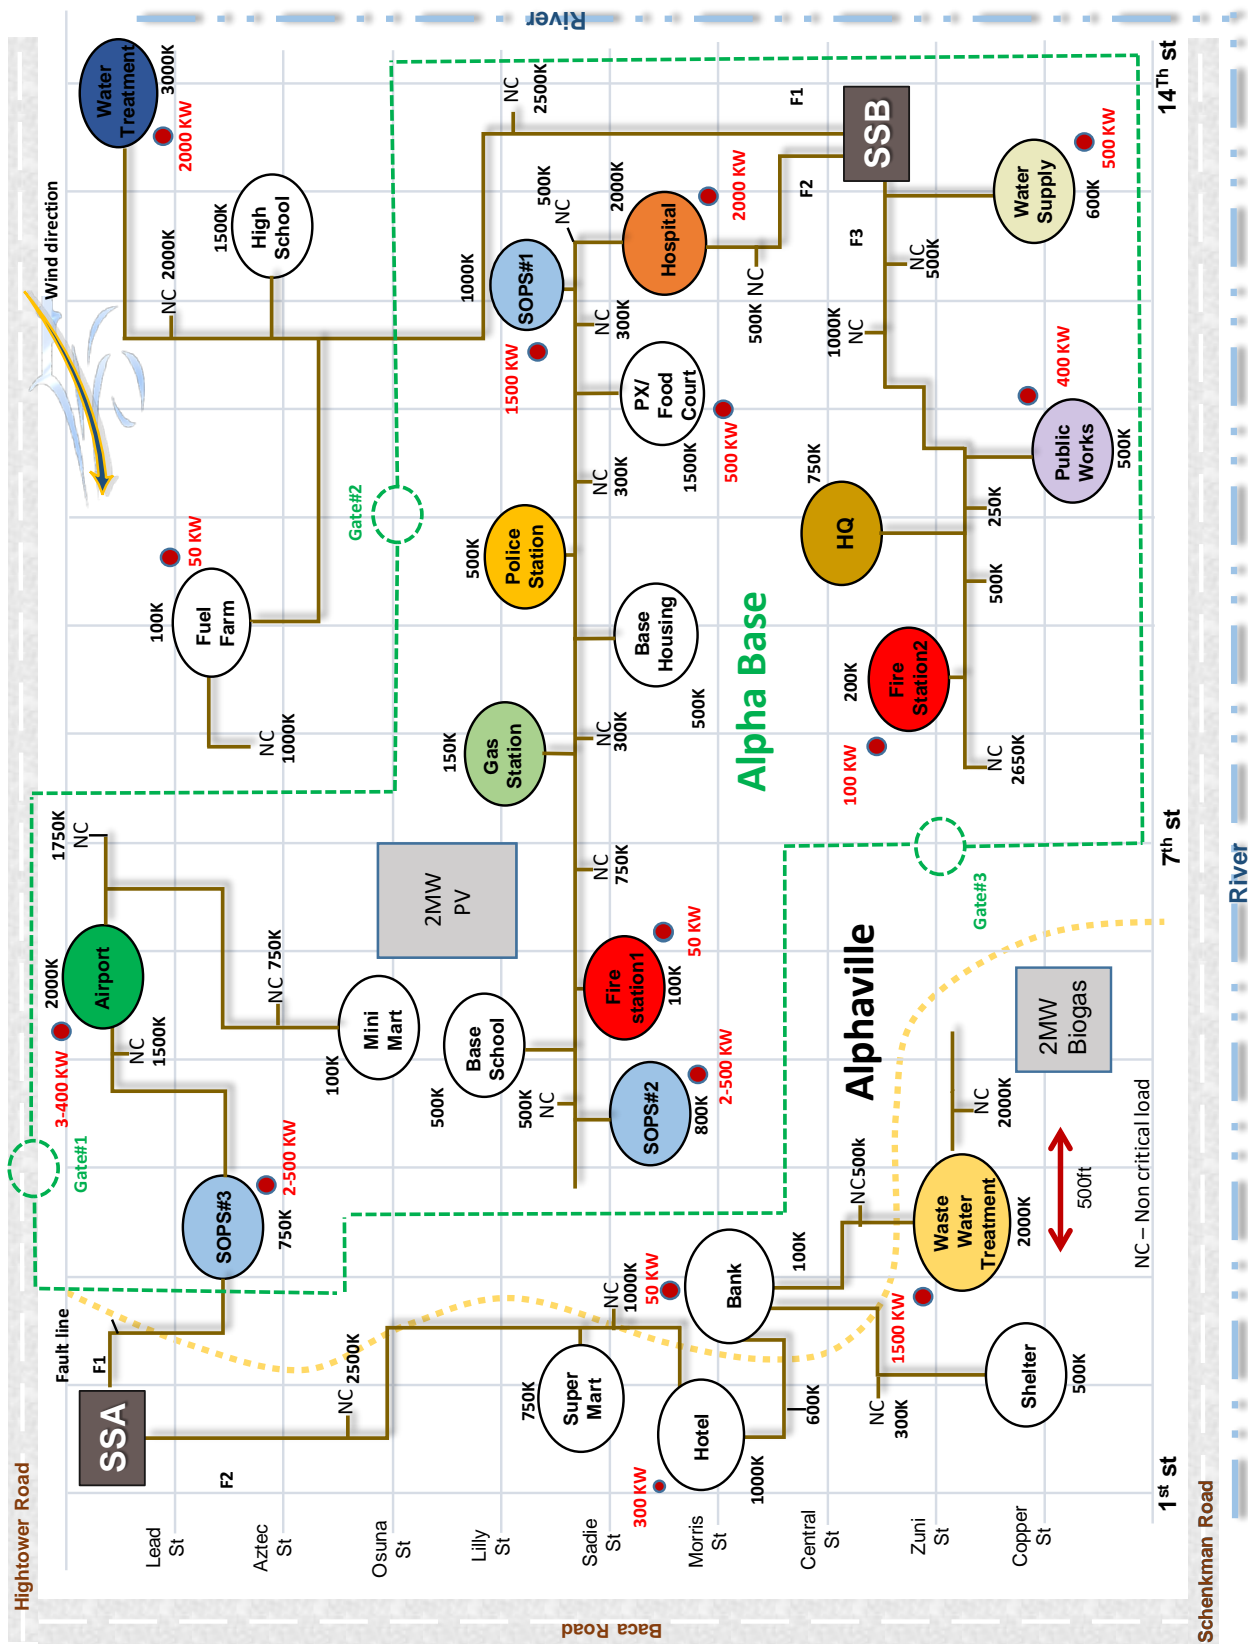 Hightower Road
Gate#1
3-400 KW
2000K
Airport
1750K
NC
Fault line
F1
SSA
F2
NC
1500K
SOPS#3
750K
2-500 KW
NC 750K
Mini
Mart
100K
NC 2500K
Wind direction
Water
Treatment
3000K
2000 KW
NC 2000K
1500K
High
School
50 KW
100K
Fuel
Farm
NC
1000K
Gate#2
River
Lead
St
Aztec
St
Osuna
St
Lilly
St
Sadie
St
Morris
St
Central
St
Zuni
St
Copper
St
Baca Road
2MW
PV
500K
Base
School
500K
NC
SOPS#2
800K
2-500 KW
Fire
station1
100K
50 KW
NC
750K
150K
Gas
Station
NC
300K
Base
Housing
500K
500K
Police
Station
NC
300K
PX/
Food
Court
1500K
500 KW
1000K
SOPS#1
1500 KW
NC
300K
500K
NC
2000K
Hospital
2000 KW
NC
2500K
F1
F2
NC
500K
SSB
F3
750K
Super
Mart
NC
1000K
50 KW
Bank
100K
300 KW
Hotel
1000K
600K
NC
300K
Shelter
500K
1500 KW
NC500k
Waste
Water
Treatment
2000K
NC
2000K
500ft
2MW
Biogas
NC – Non critical load
Alphaville
Alpha Base
Gate#3
100 KW
200K
Fire
Station2
NC
2650K
500K
750K
HQ
250K
400 KW
Public
Works
500K
1000K
NC
NC
500K
Water
Supply
600K
500 KW
1st st
7th st
14Th st
Schenkman Road
River